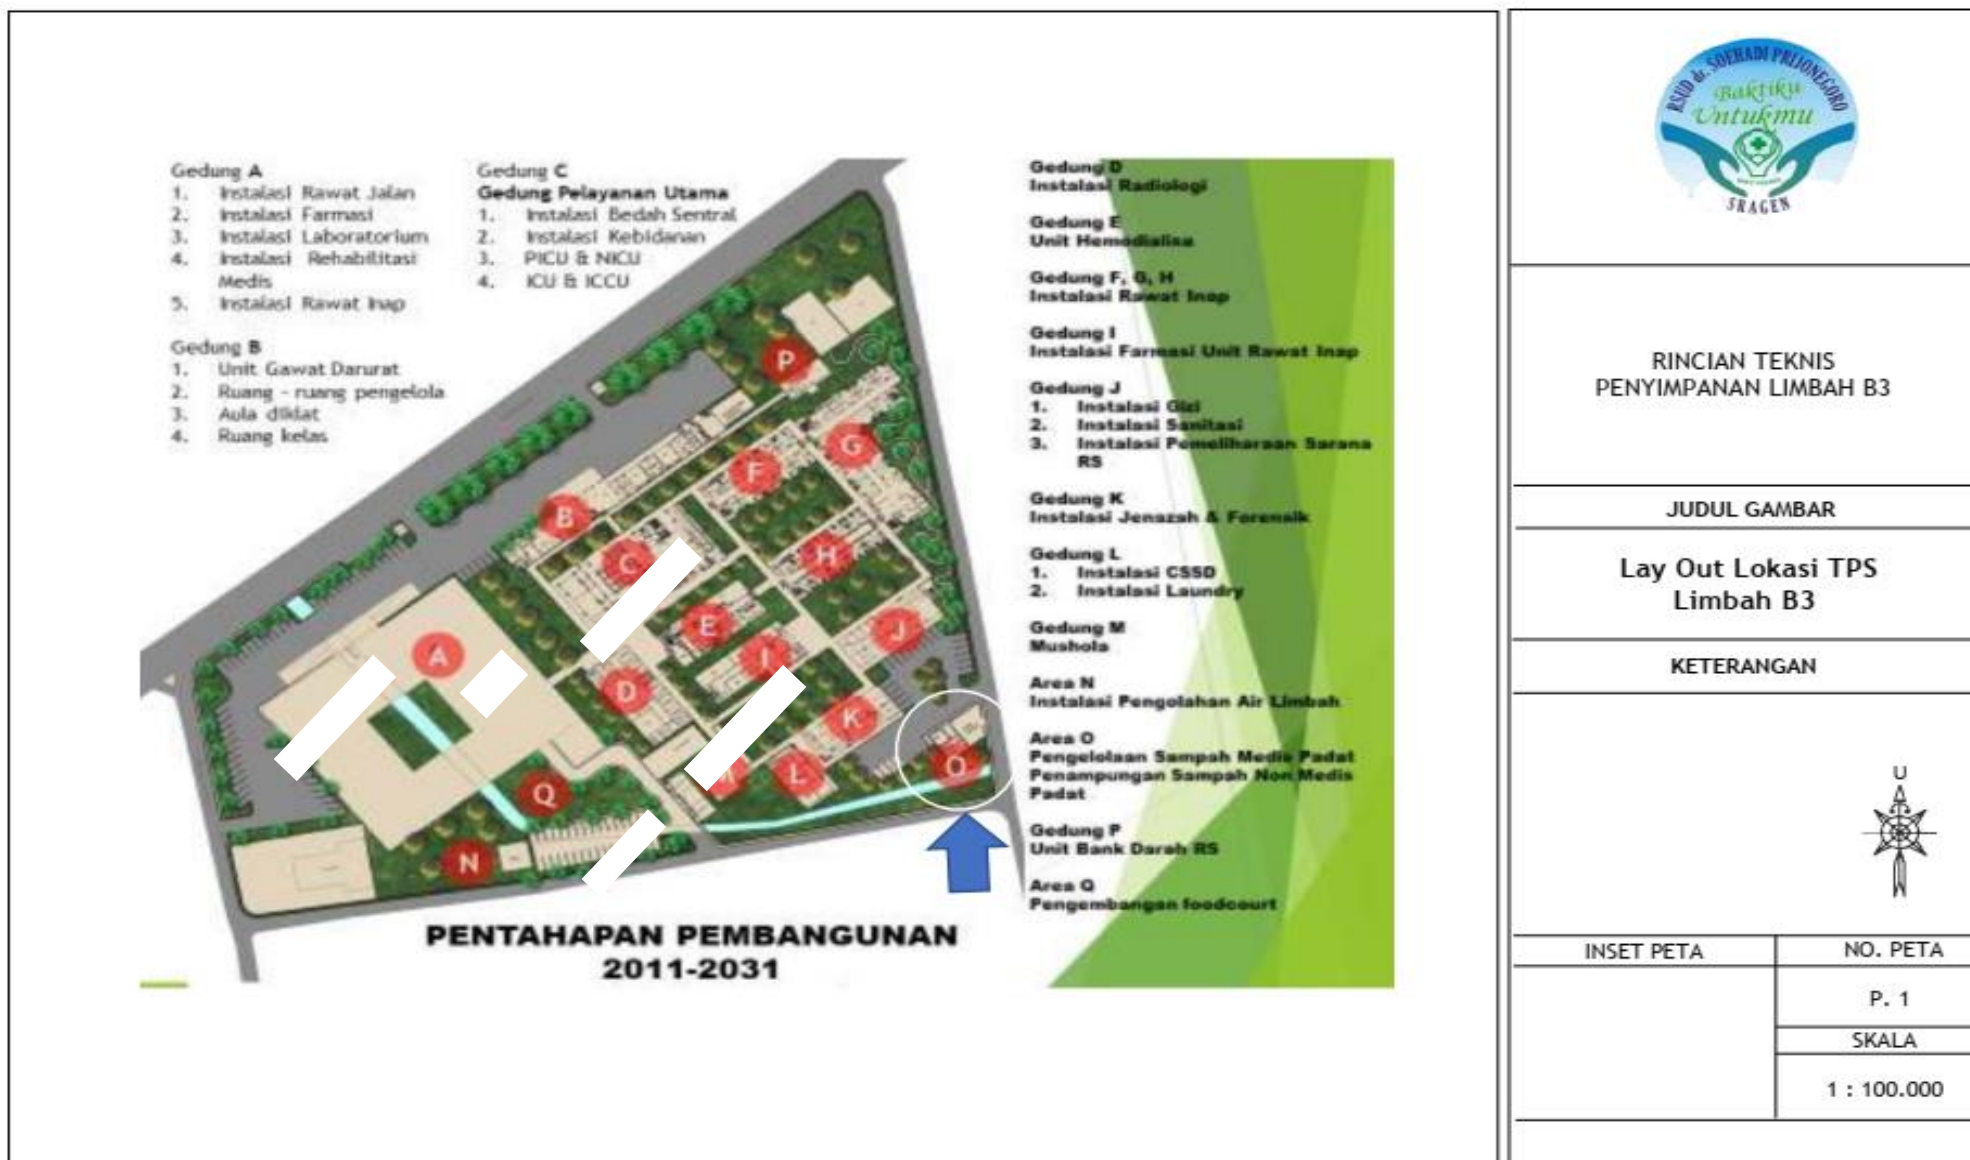 Gedung A
1. Instalasi Rawat Jalan
2. Instalasi Farmasi
3. Instalasi Laboratorium
4. Instalasi Rehabilitasi
Medis
5. Instalasi Rawat Inap
Gedung B
1. Unit Gawat Darurat
2. Ruang - ruang pengelola
3. Aula diklat
4. Ruang kelas
Gedung C
Gedung Pelayanan Utama
1. Instalasi Bedah Sentral
2. Instalasi Kebidanan
3. PICU & NICU
4. ICU & ICCU
Gedung D
Instalasi Radiologi
Gedung E
Unit Hemodialisa
Gedung F, G, H
Instalasi Rawat Inap
Gedung I
Instalasi Farmasi Unit Rawat Inap
Gedung J
1. Instalasi Gizi
2. Instalasi Sanitasi
3. Instalasi Pemeliharaan Sarana
RS
Gedung K
Instalasi Jenazah & Forensik
Gedung L
1. Instalasi CSSD
2. Instalasi Laundry
Gedung M
Mushola
Area N
Instalasi Pengolahan Air Limbah
Area O
Pengelolaan Sampah Medis Padat
Penampungan Sampah Non Medis
Padat
Gedung P
Unit Bank Darah RS
Area Q
Pengembangan foodcourt
P
G
F
B
H
C
E
J
A
I
D
K
M
L
O
Q
N
PENTAHAPAN PEMBANGUNAN
2011-2031
RSUD dr. SOEHADI PRIJONEGORO
Baktiku
Untukmu
SRAGEN
RINCIAN TEKNIS
PENYIMPANAN LIMBAH B3
JUDUL GAMBAR
Lay Out Lokasi TPS
Limbah B3
KETERANGAN
U
INSET PETA
NO. PETA
P. 1
SKALA
1 : 100.000